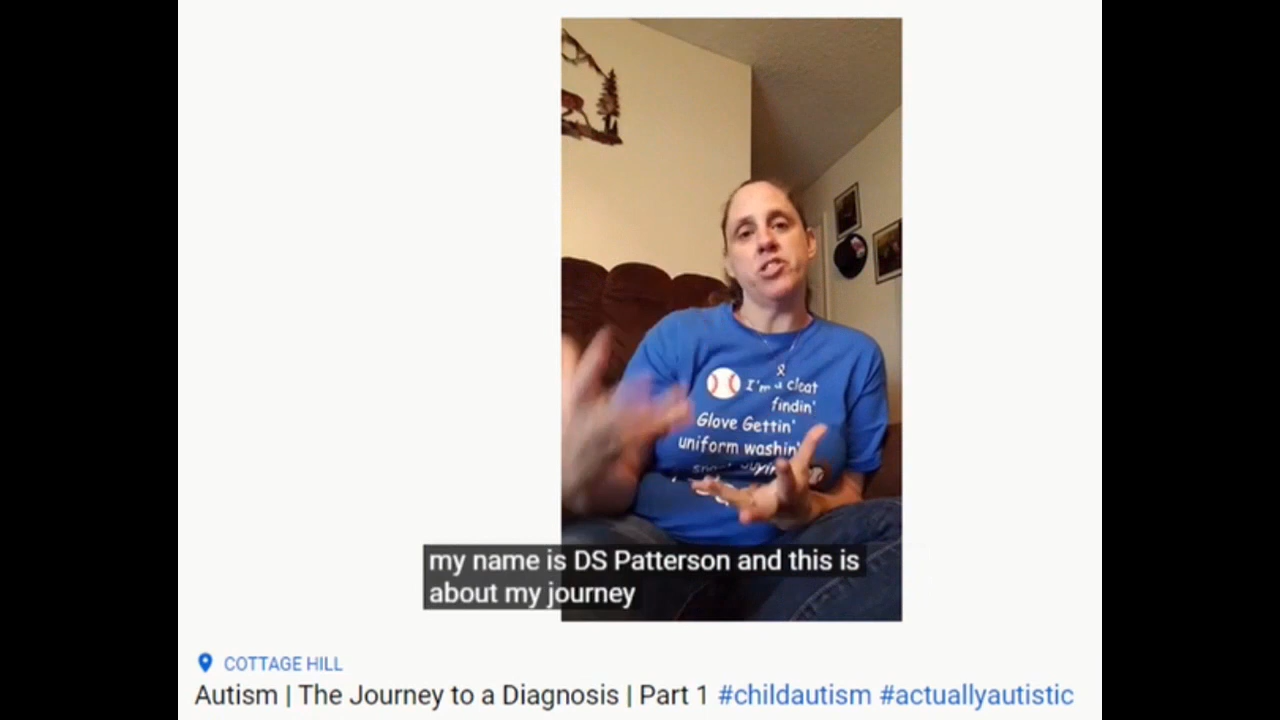 I'm a cleat
findin'
Glove Gettin'
uniform washin'
my name is DS Patterson and this is
about my journey
COTTAGE HILL
Autism | The Journey to a Diagnosis | Part 1 #childautism #actuallyautistic